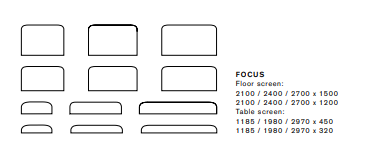 FOCUS
Floor screen:
2100 / 2400 / 2700 x 1500
2100 / 2400 / 2700 x 1200
Table screen:
1185 / 1980 / 2970 x 450
1185 / 1980 / 2970 x 320